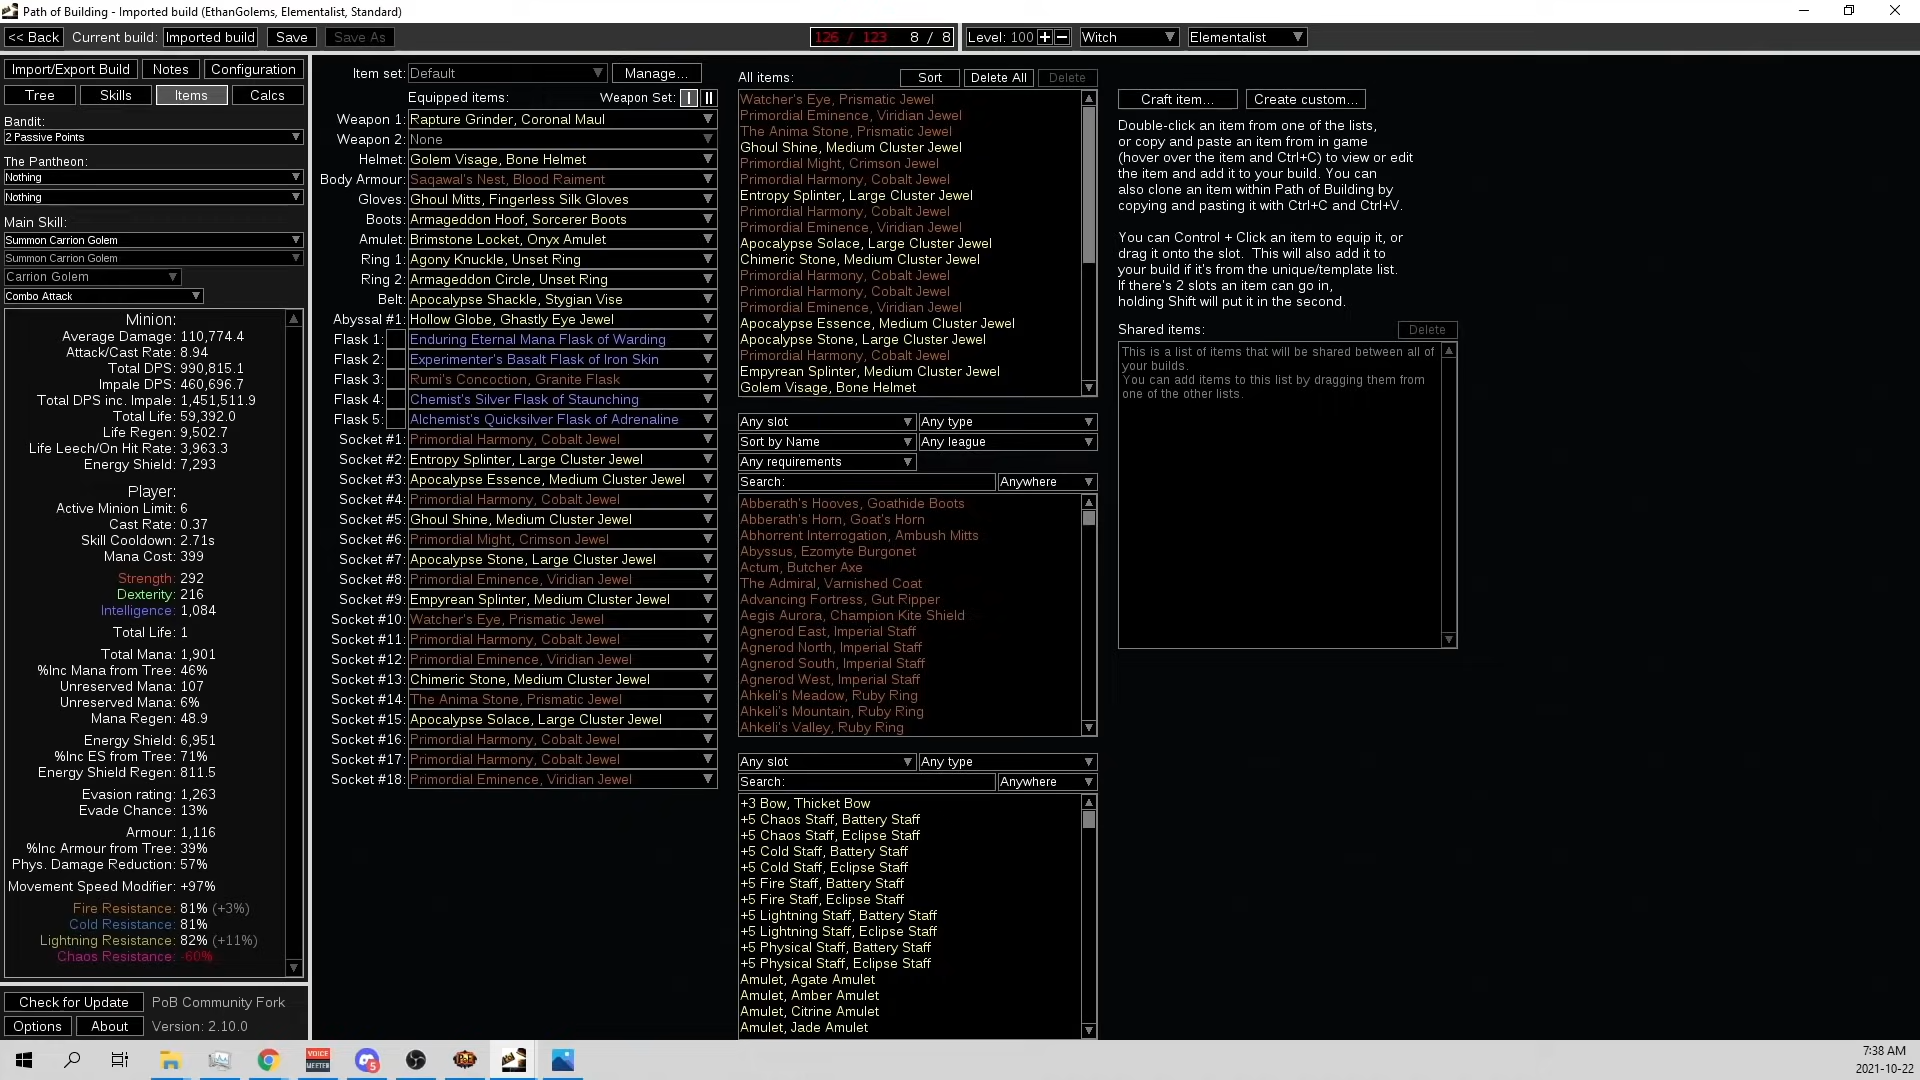 Path of Building - Imported build (EthanGolems, Elementalist, Standard)
<< Back
Current build: Imported build
Save
Save As
126 / 123 8 / 8
Level: 100
Witch
Elementalist
Import/Export Build
Notes
Configuration
Tree
Skills
Items
Calcs
Bandit:
2 Passive Points
The Pantheon:
Nothing
Nothing
Main Skill:
Summon Carrion Golem
Summon Carrion Golem
Carrion Golem
Combo Attack
Minion:
Average Damage: 110,774.4
Attack/Cast Rate: 8.94
Total DPS: 990,815.1
Impale DPS: 460,696.7
Total DPS inc. Impale: 1,451,511.9
Total Life: 59,392.0
Life Regen: 9,502.7
Life Leech/On Hit Rate: 3,963.3
Energy Shield: 7,293
Player:
Active Minion Limit: 6
Cast Rate: 0.37
Skill Cooldown: 2.71s
Mana Cost: 399
Strength: 292
Dexterity: 216
Intelligence: 1,084
Total Life: 1
Total Mana: 1,901
%Inc Mana from Tree: 46%
Unreserved Mana: 107
Unreserved Mana: 6%
Mana Regen: 48.9
Energy Shield: 6,951
%Inc ES from Tree: 71%
Energy Shield Regen: 811.5
Evasion rating: 1,263
Evade Chance: 13%
Armour: 1,116
%Inc Armour from Tree: 39%
Phys. Damage Reduction: 57%
Movement Speed Modifier: +97%
Fire Resistance: 81% (+3%)
Cold Resistance: 81%
Lightning Resistance: 82% (+11%)
Chaos Resistance: -60%
Check for Update
PoB Community Fork
Options
About
Version: 2.10.0
Item set: Default
Manage...
Equipped items:
Weapon Set: I II
Weapon 1: Rapture Grinder, Coronal Maul
Weapon 2: None
Helmet: Golem Visage, Bone Helmet
Body Armour: Saqawal's Nest, Blood Raiment
Gloves: Ghoul Mitts, Fingerless Silk Gloves
Boots: Armageddon Hoof, Sorcerer Boots
Amulet: Brimstone Locket, Onyx Amulet
Ring 1: Agony Knuckle, Unset Ring
Ring 2: Armageddon Circle, Unset Ring
Belt: Apocalypse Shackle, Stygian Vise
Abyssal #1: Hollow Globe, Ghastly Eye Jewel
Flask 1: Enduring Eternal Mana Flask of Warding
Flask 2: Experimenter's Basalt Flask of Iron Skin
Flask 3: Rumi's Concoction, Granite Flask
Flask 4: Chemist's Silver Flask of Staunching
Flask 5: Alchemist's Quicksilver Flask of Adrenaline
Socket #1: Primordial Harmony, Cobalt Jewel
Socket #2: Entropy Splinter, Large Cluster Jewel
Socket #3: Apocalypse Essence, Medium Cluster Jewel
Socket #4: Primordial Harmony, Cobalt Jewel
Socket #5: Ghoul Shine, Medium Cluster Jewel
Socket #6: Primordial Might, Crimson Jewel
Socket #7: Apocalypse Stone, Large Cluster Jewel
Socket #8: Primordial Eminence, Viridian Jewel
Socket #9: Empyrean Splinter, Medium Cluster Jewel
Socket #10: Watcher's Eye, Prismatic Jewel
Socket #11: Primordial Harmony, Cobalt Jewel
Socket #12: Primordial Eminence, Viridian Jewel
Socket #13: Chimeric Stone, Medium Cluster Jewel
Socket #14: The Anima Stone, Prismatic Jewel
Socket #15: Apocalypse Solace, Large Cluster Jewel
Socket #16: Primordial Harmony, Cobalt Jewel
Socket #17: Primordial Harmony, Cobalt Jewel
Socket #18: Primordial Eminence, Viridian Jewel
All items:
Sort
Delete All
Delete
Watcher's Eye, Prismatic Jewel
Primordial Eminence, Viridian Jewel
The Anima Stone, Prismatic Jewel
Ghoul Shine, Medium Cluster Jewel
Primordial Might, Crimson Jewel
Primordial Harmony, Cobalt Jewel
Entropy Splinter, Large Cluster Jewel
Primordial Harmony, Cobalt Jewel
Primordial Eminence, Viridian Jewel
Apocalypse Solace, Large Cluster Jewel
Chimeric Stone, Medium Cluster Jewel
Primordial Harmony, Cobalt Jewel
Primordial Harmony, Cobalt Jewel
Primordial Eminence, Viridian Jewel
Apocalypse Essence, Medium Cluster Jewel
Apocalypse Stone, Large Cluster Jewel
Primordial Harmony, Cobalt Jewel
Empyrean Splinter, Medium Cluster Jewel
Golem Visage, Bone Helmet
Any slot
Any type
Sort by Name
Any league
Any requirements
Search:
Anywhere
Abberath's Hooves, Goathide Boots
Abberath's Horn, Goat's Horn
Abhorrent Interrogation, Ambush Mitts
Abyssus, Ezomyte Burgonet
Actum, Butcher Axe
The Admiral, Varnished Coat
Advancing Fortress, Gut Ripper
Aegis Aurora, Champion Kite Shield
Agnerod East, Imperial Staff
Agnerod North, Imperial Staff
Agnerod South, Imperial Staff
Agnerod West, Imperial Staff
Ahkeli's Meadow, Ruby Ring
Ahkeli's Mountain, Ruby Ring
Ahkeli's Valley, Ruby Ring
Any slot
Any type
Search:
Anywhere
+3 Bow, Thicket Bow
+5 Chaos Staff, Battery Staff
+5 Chaos Staff, Eclipse Staff
+5 Cold Staff, Battery Staff
+5 Cold Staff, Eclipse Staff
+5 Fire Staff, Battery Staff
+5 Fire Staff, Eclipse Staff
+5 Lightning Staff, Battery Staff
+5 Lightning Staff, Eclipse Staff
+5 Physical Staff, Battery Staff
+5 Physical Staff, Eclipse Staff
Amulet, Agate Amulet
Amulet, Amber Amulet
Amulet, Citrine Amulet
Amulet, Jade Amulet
Craft item...
Create custom...
Double-click an item from one of the lists,
or copy and paste an item from in game
(hover over the item and Ctrl+C) to view or edit
the item and add it to your build. You can
also clone an item within Path of Building by
copying and pasting it with Ctrl+C and Ctrl+V.
You can Control + Click an item to equip it, or
drag it onto the slot. This will also add it to
your build if it's from the unique/template list.
If there's 2 slots an item can go in,
holding Shift will put it in the second.
Shared items:
Delete
This is a list of items that will be shared between all of
your builds.
You can add items to this list by dragging them from
one of the other lists.
VOICE
MEETER
5
7:38 AM
2021-10-22